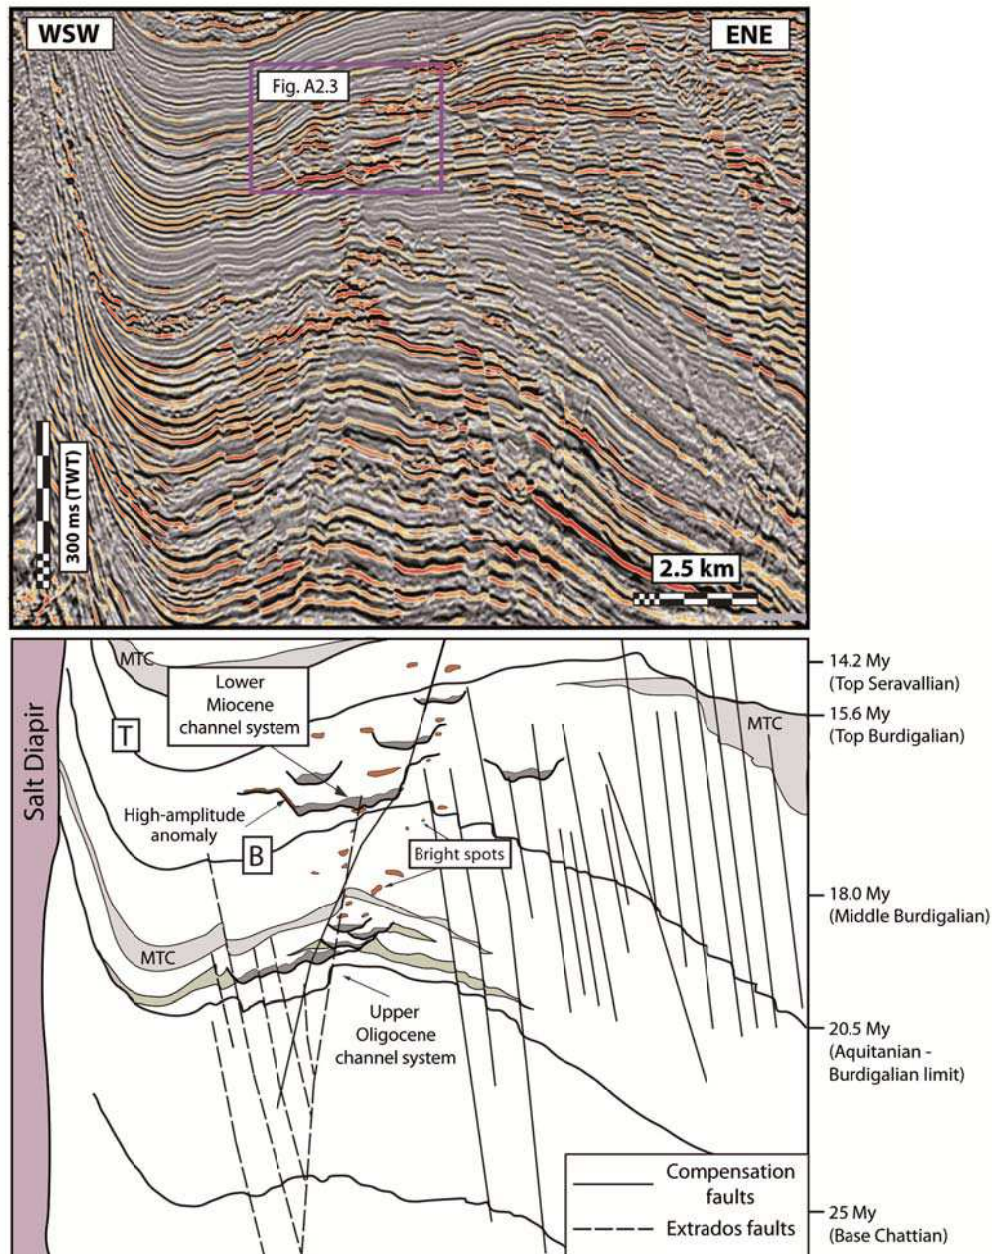 WSW
ENE
Fig. A2.3
300 ms (TWT)
2.5 km
MTC
Lower
Miocene
channel system
14.2 My
(Top Seravallian)
15.6 My
(Top Burdigalian)
MTC
T
Salt Diapir
High-amplitude
anomaly
B
Bright spots
18.0 My
(Middle Burdigalian)
MTC
Upper
Oligocene
channel system
20.5 My
(Aquitanian -
Burdigalian limit)
Compensation
faults
Extrados faults
25 My
(Base Chattian)